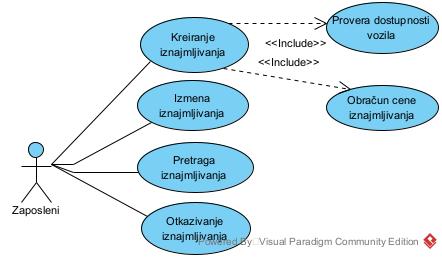 Kreiranje
iznajmljivanja
<<Include>>
Provera dostupnosti
vozila
<<Include>>
Obračun cene
iznajmljivanja
Izmena
iznajmljivanja
Pretraga
iznajmljivanja
Otkazivanje
iznajmljivanja
Zaposleni
Powered By Visual Paradigm Community Edition